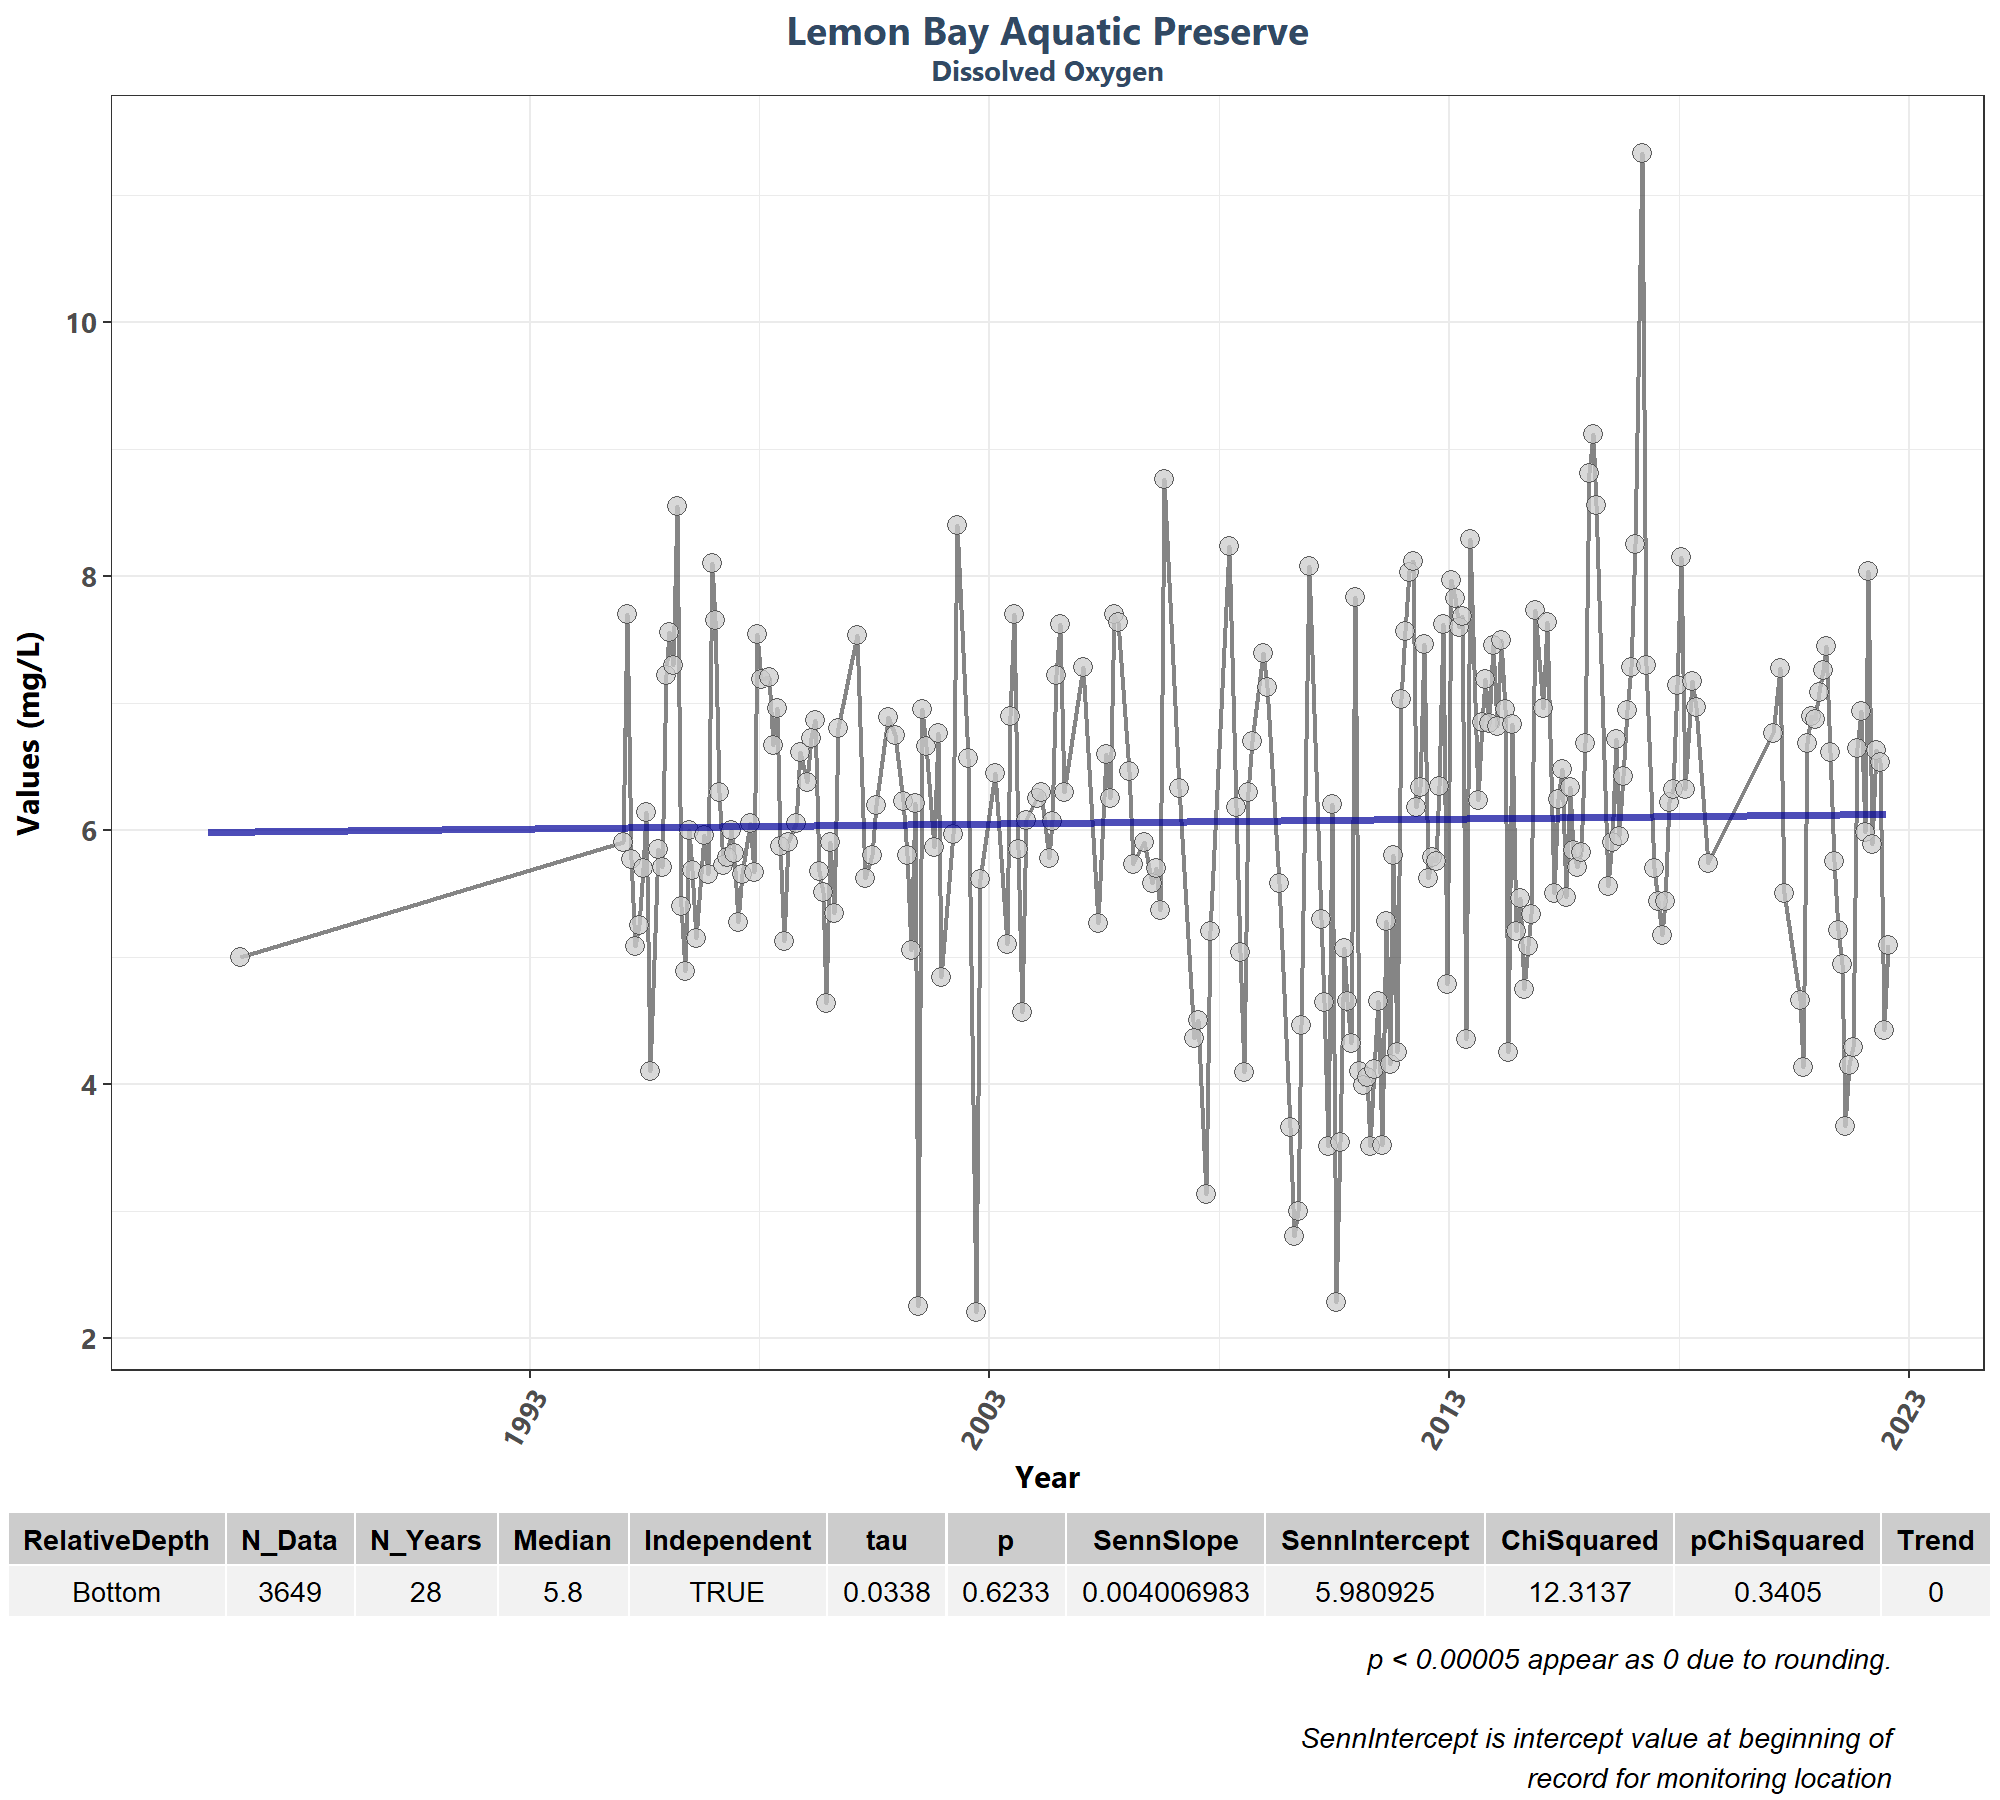 Lemon Bay Aquatic Preserve
Dissolved Oxygen
Values (mg/L)
10
8
6
4
2
1993 2003 2013 2023
Year
RelativeDepth N_Data N_Years Median Independent tau p SennSlope SennIntercept ChiSquared pChiSquared Trend
Bottom 3649 28 5.8 TRUE 0.0338 0.6233 0.004006983 5.980925 12.3137 0.3405 0
p < 0.00005 appear as 0 due to rounding.
SennIntercept is intercept value at beginning of
record for monitoring location